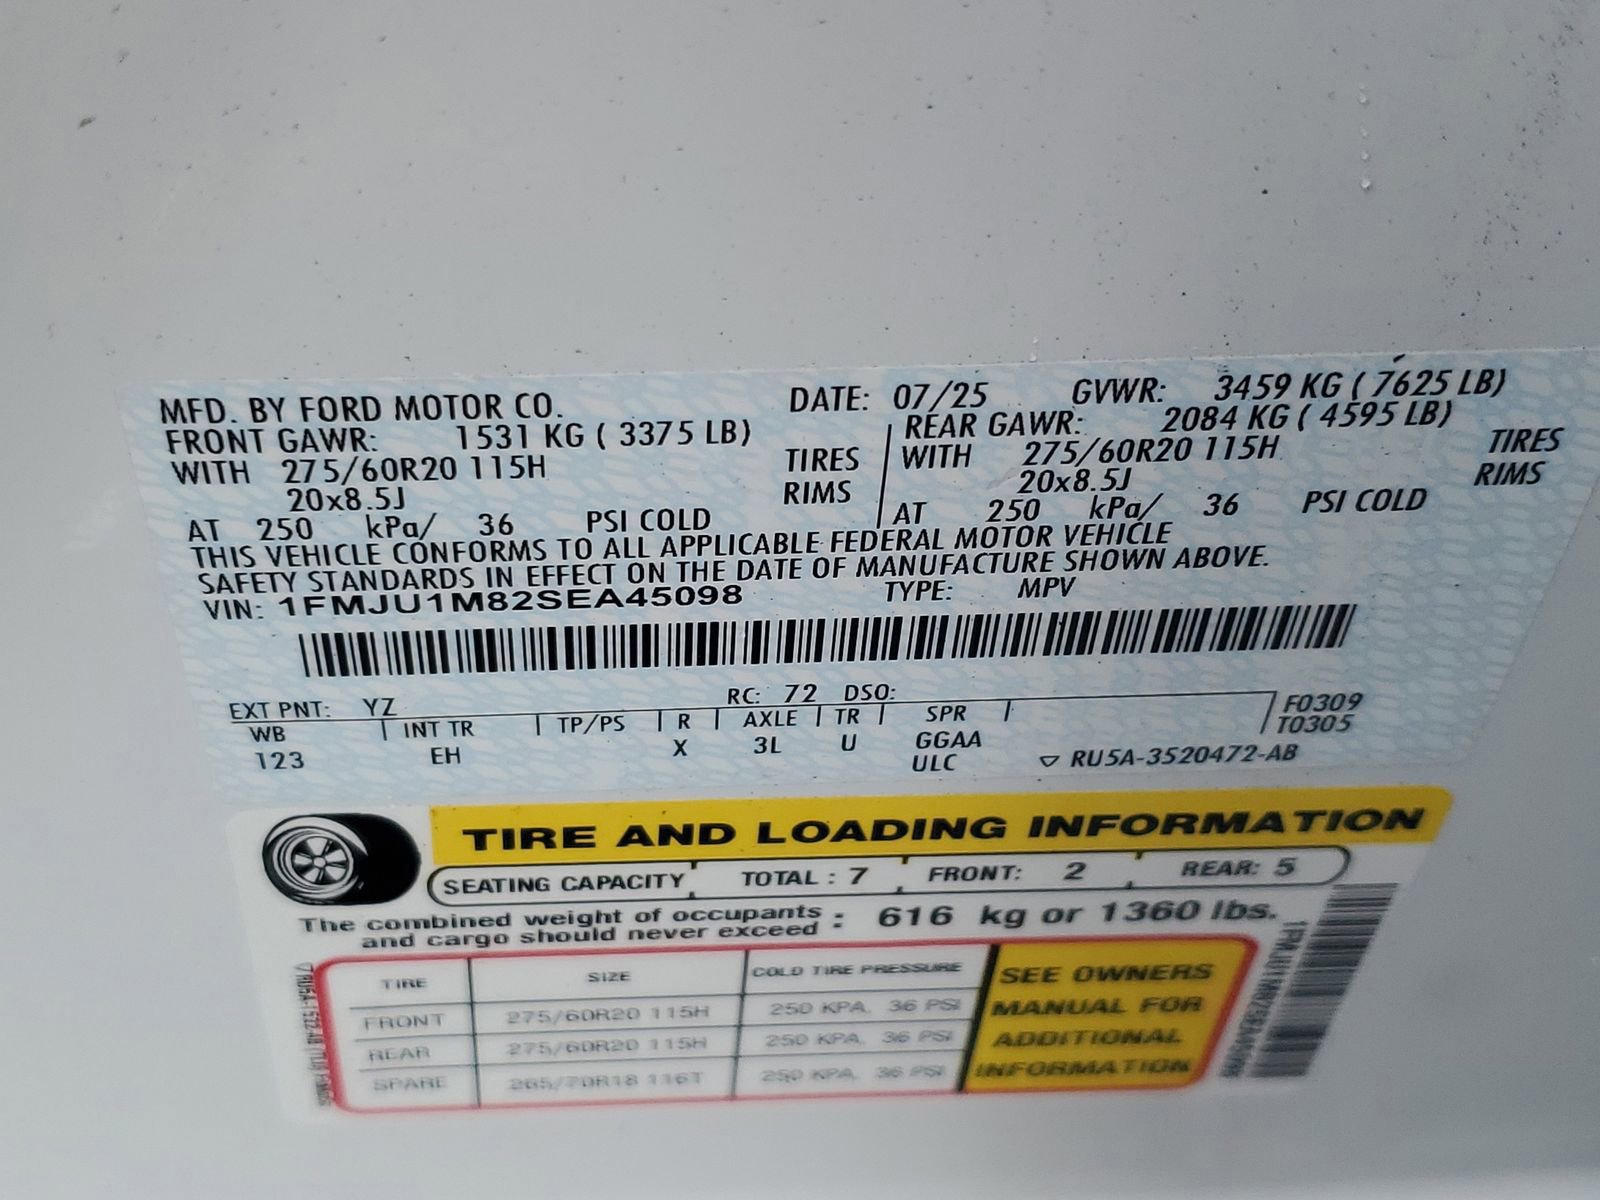 MFD. BY FORD MOTOR CO. DATE: 07/25 GVWR: 3459 KG ( 7625 LB)
FRONT GAWR: 1531 KG ( 3375 LB) REAR GAWR: 2084 KG ( 4595 LB)
WITH 275/60R20 115H TIRES WITH 275/60R20 115H TIRES
20x8.5J RIMS 20x8.5J RIMS
AT 250 kPa/ 36 PSI COLD AT 250 kPa/ 36 PSI COLD
THIS VEHICLE CONFORMS TO ALL APPLICABLE FEDERAL MOTOR VEHICLE
SAFETY STANDARDS IN EFFECT ON THE DATE OF MANUFACTURE SHOWN ABOVE.
VIN: 1FMJU1M82SEA45098 TYPE: MPV
EXT PNT: YZ RC: 72 DSO: F0309
WB INT TR TP/PS R AXLE TR SPR T0305
123 EH X 3L U GGAA
ULC ▽ RU5A-3520472-AB
TIRE AND LOADING INFORMATION
SEATING CAPACITY TOTAL : 7 FRONT: 2 REAR: 5
The combined weight of occupants
and cargo should never exceed : 616 kg or 1360 lbs.
TIRE SIZE COLD TIRE PRESSURE
FRONT 275/60R20 115H 250 KPA, 36 PSI
REAR 275/60R20 115H 250 KPA, 36 PSI
SPARE 265/70R18 116T 250 KPA, 36 PSI
SEE OWNERS
MANUAL FOR
ADDITIONAL
INFORMATION